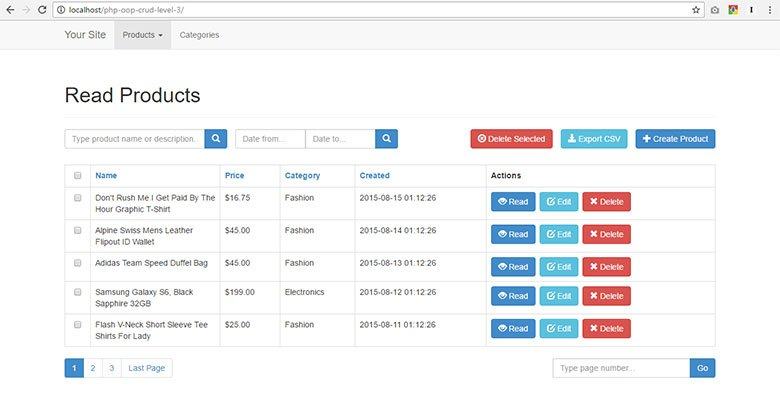 localhost/php-oop-crud-level-3/
Your Site Products Categories
Read Products
Type product name or description... Date from... Date to... Delete Selected Export CSV Create Product
Name Price Category Created Actions
Don't Rush Me I Get Paid By The $16.75 Fashion 2015-08-15 01:12:26 Read Edit Delete
Hour Graphic T-Shirt
Alpine Swiss Mens Leather $45.00 Fashion 2015-08-14 01:12:26 Read Edit Delete
Flipout ID Wallet
Adidas Team Speed Duffel Bag $45.00 Fashion 2015-08-13 01:12:26 Read Edit Delete
Samsung Galaxy S6, Black $199.00 Electronics 2015-08-12 01:12:26 Read Edit Delete
Sapphire 32GB
Flash V-Neck Short Sleeve Tee $25.00 Fashion 2015-08-11 01:12:26 Read Edit Delete
Shirts For Lady
1 2 3 Last Page Type page number... Go